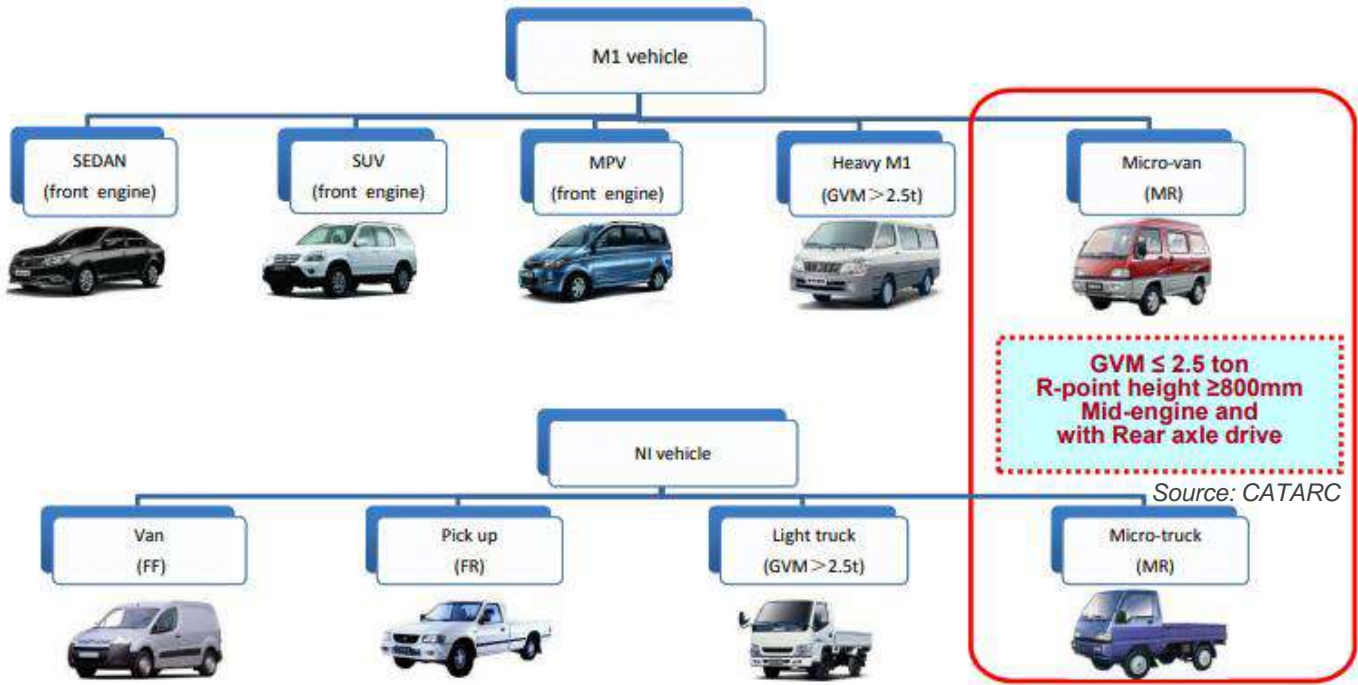 M1 vehicle
SEDAN
(front engine)
SUV
(front engine)
MPV
(front engine)
Heavy M1
(GVM＞2.5t)
Micro-van
(MR)
GVM ≤ 2.5 ton
R-point height ≥800mm
Mid-engine and
with Rear axle drive
Source: CATARC
NI vehicle
Van
(FF)
Pick up
(FR)
Light truck
(GVM＞2.5t)
Micro-truck
(MR)